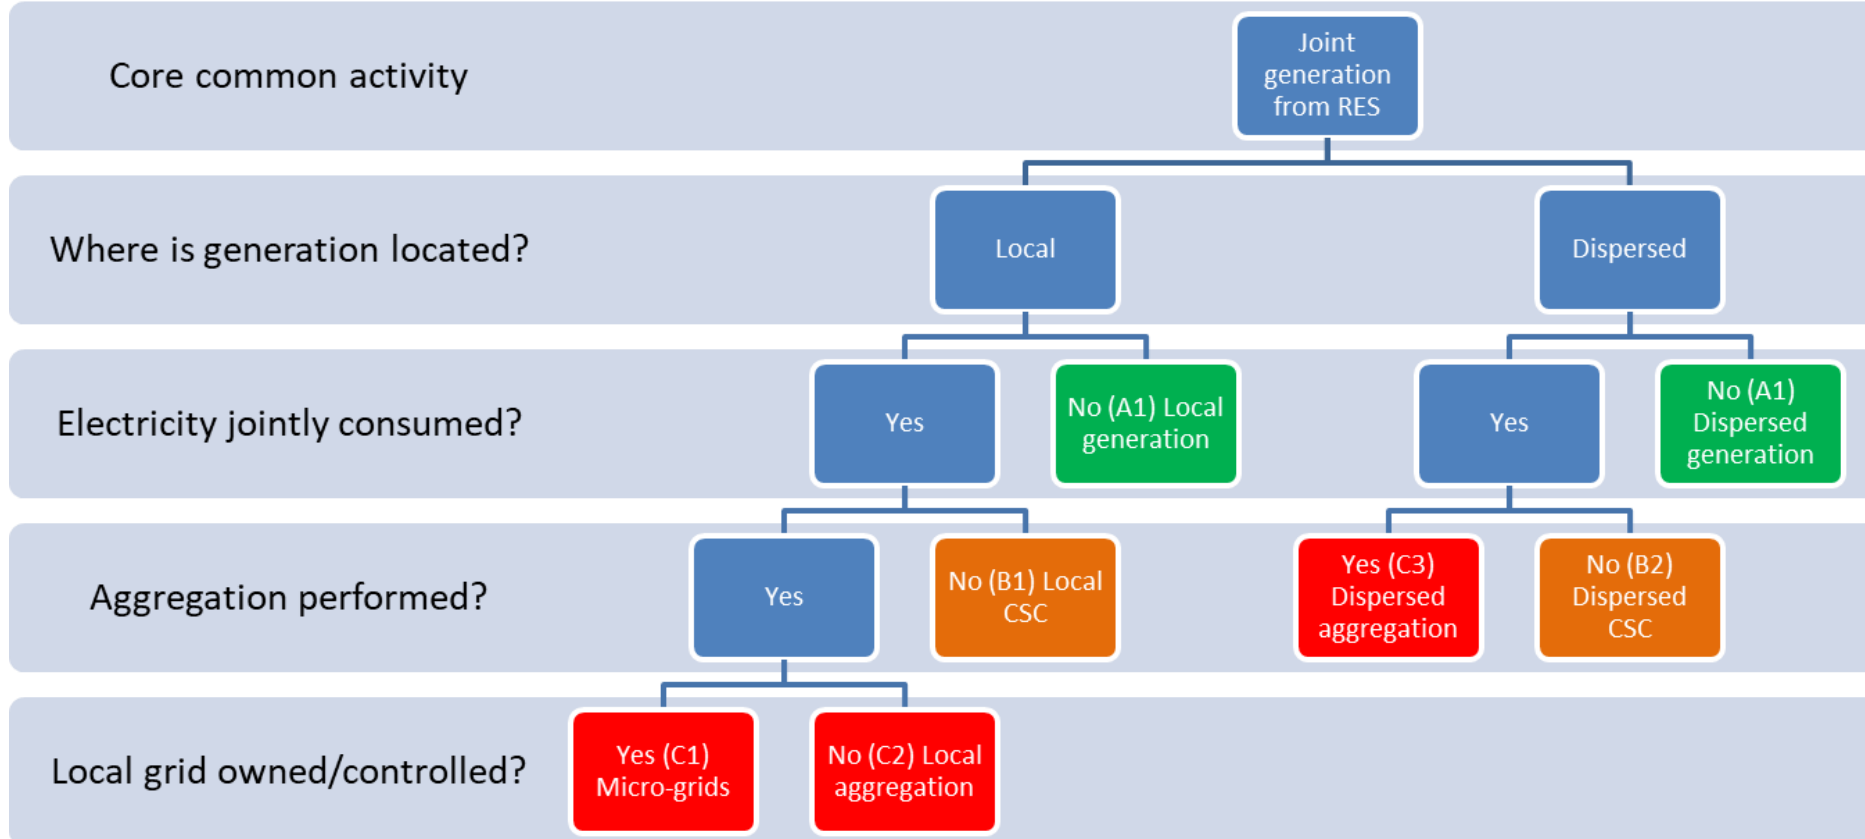 Core common activity
Joint
generation
from RES
Where is generation located?
Local
Dispersed
Electricity jointly consumed?
Yes
No (A1) Local
generation
Yes
No (A1)
Dispersed
generation
Aggregation performed?
Yes
No (B1) Local
CSC
Yes (C3)
Dispersed
aggregation
No (B2)
Dispersed
CSC
Local grid owned/controlled?
Yes (C1)
Micro-grids
No (C2) Local
aggregation